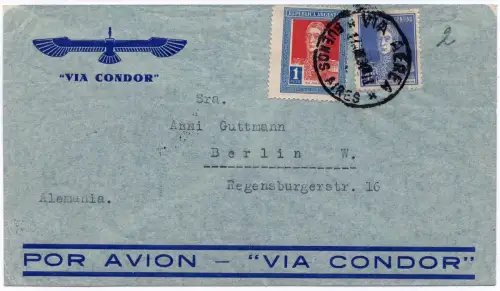 "VIA CONDOR"
REPUBLICA ARGENTINA
1
VIA AEREA
BUENOS AIRES
2
Sra.
Anni Guttmann
Berlin W.
Regensburgerstr. 16
Alemania.
POR AVION — "VIA CONDOR"